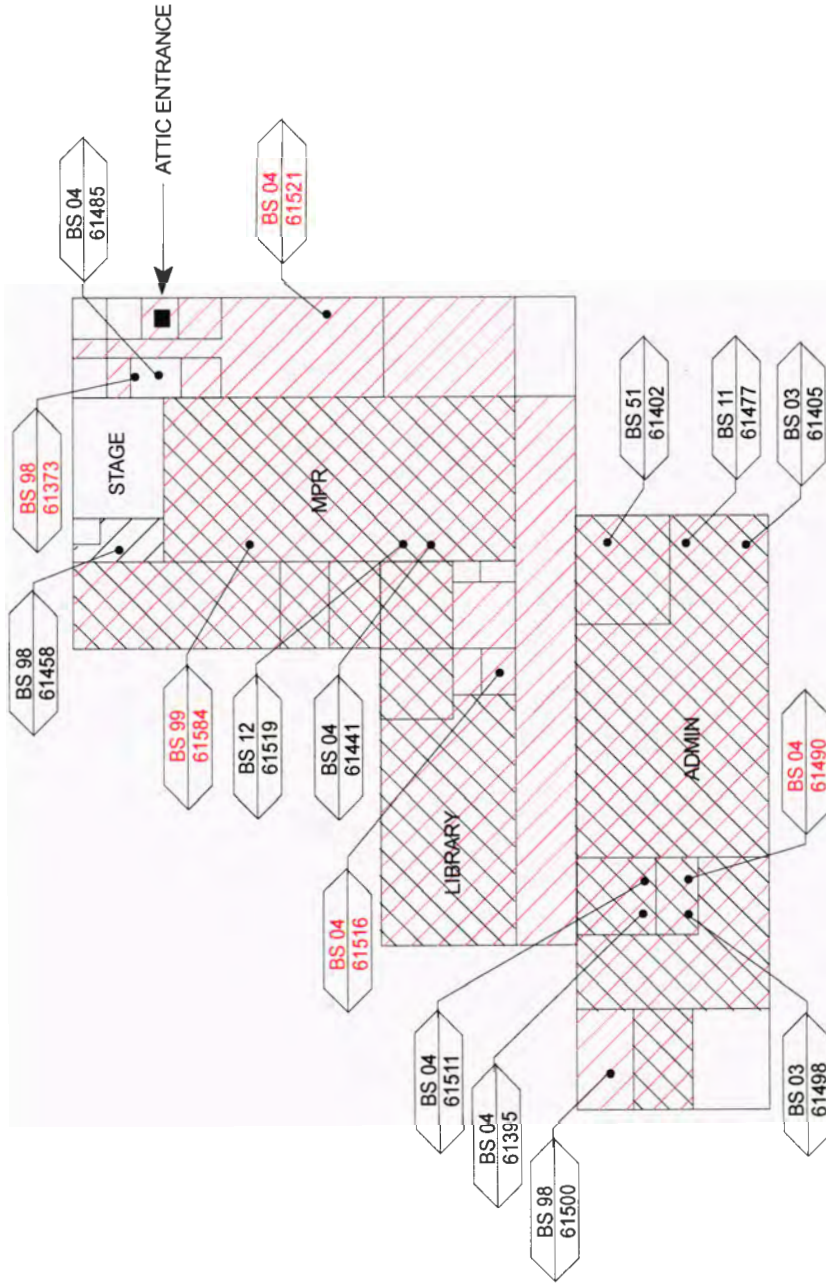 BS 04
61485
ATTIC ENTRANCE
BS 04
61521
BS 98
61373
STAGE
BS 98
61458
MPR
BS 99
61584
BS 12
61519
BS 04
61441
BS 51
61402
BS 11
61477
BS 03
61405
LIBRARY
BS 04
61516
ADMIN
BS 04
61490
BS 04
61511
BS 04
61395
BS 98
61500
BS 03
61498